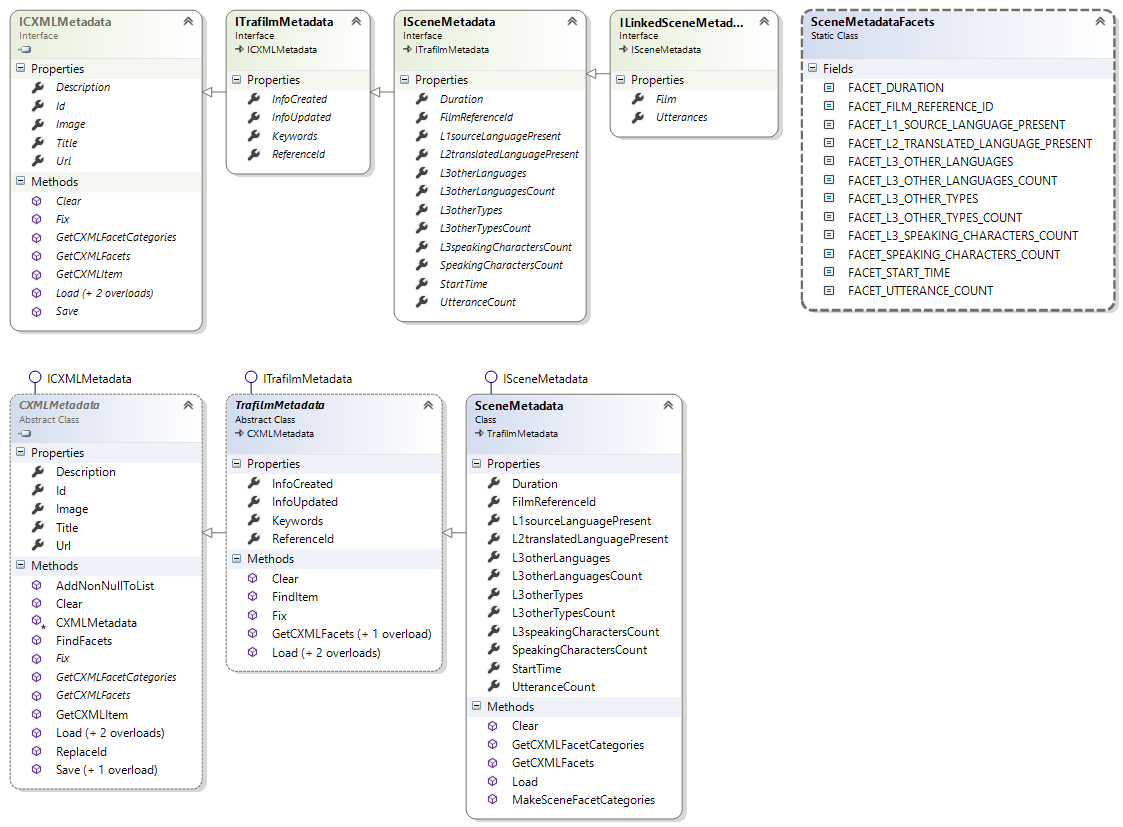 ICXMLMetadata
Interface
Properties
Description
Id
Image
Title
Url
Methods
Clear
Fix
GetCXMLFacetCategories
GetCXMLFacets
GetCXMLItem
Load (+ 2 overloads)
Save
ITrafilmMetadata
Interface
ICXMLMetadata
Properties
InfoCreated
InfoUpdated
Keywords
ReferenceId
ISceneMetadata
Interface
ITrafilmMetadata
Properties
Duration
FilmReferenceId
L1sourceLanguagePresent
L2translatedLanguagePresent
L3otherLanguages
L3otherLanguagesCount
L3otherTypes
L3otherTypesCount
L3speakingCharactersCount
SpeakingCharactersCount
StartTime
UtteranceCount
ILinkedSceneMetad...
Interface
ISceneMetadata
Properties
Film
Utterances
SceneMetadataFacets
Static Class
Fields
FACET_DURATION
FACET_FILM_REFERENCE_ID
FACET_L1_SOURCE_LANGUAGE_PRESENT
FACET_L2_TRANSLATED_LANGUAGE_PRESENT
FACET_L3_OTHER_LANGUAGES
FACET_L3_OTHER_LANGUAGES_COUNT
FACET_L3_OTHER_TYPES
FACET_L3_OTHER_TYPES_COUNT
FACET_L3_SPEAKING_CHARACTERS_COUNT
FACET_SPEAKING_CHARACTERS_COUNT
FACET_START_TIME
FACET_UTTERANCE_COUNT
ICXMLMetadata
CXMLMetadata
Abstract Class
Properties
Description
Id
Image
Title
Url
Methods
AddNonNullToList
Clear
CXMLMetadata
FindFacets
Fix
GetCXMLFacetCategories
GetCXMLFacets
GetCXMLItem
Load (+ 2 overloads)
ReplaceId
Save (+ 1 overload)
ITrafilmMetadata
TrafilmMetadata
Abstract Class
CXMLMetadata
Properties
InfoCreated
InfoUpdated
Keywords
ReferenceId
Methods
Clear
FindItem
Fix
GetCXMLFacets (+ 1 overload)
Load (+ 2 overloads)
ISceneMetadata
SceneMetadata
Class
TrafilmMetadata
Properties
Duration
FilmReferenceId
L1sourceLanguagePresent
L2translatedLanguagePresent
L3otherLanguages
L3otherLanguagesCount
L3otherTypes
L3otherTypesCount
L3speakingCharactersCount
SpeakingCharactersCount
StartTime
UtteranceCount
Methods
Clear
GetCXMLFacetCategories
GetCXMLFacets
Load
MakeSceneFacetCategories